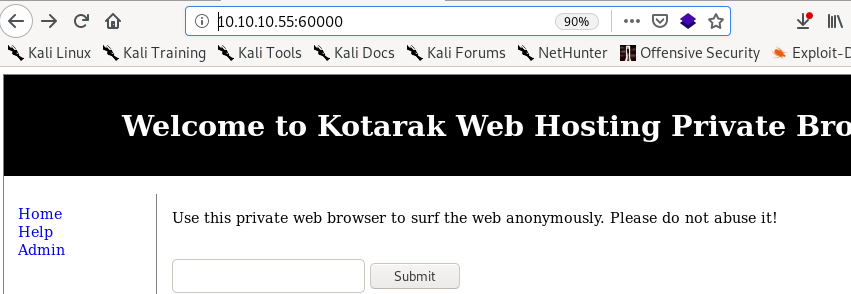 10.10.10.55:60000 90%
Kali Linux Kali Training Kali Tools Kali Docs Kali Forums NetHunter Offensive Security Exploit-D
Welcome to Kotarak Web Hosting Private Bro
Home
Help
Admin
Use this private web browser to surf the web anonymously. Please do not abuse it!
Submit